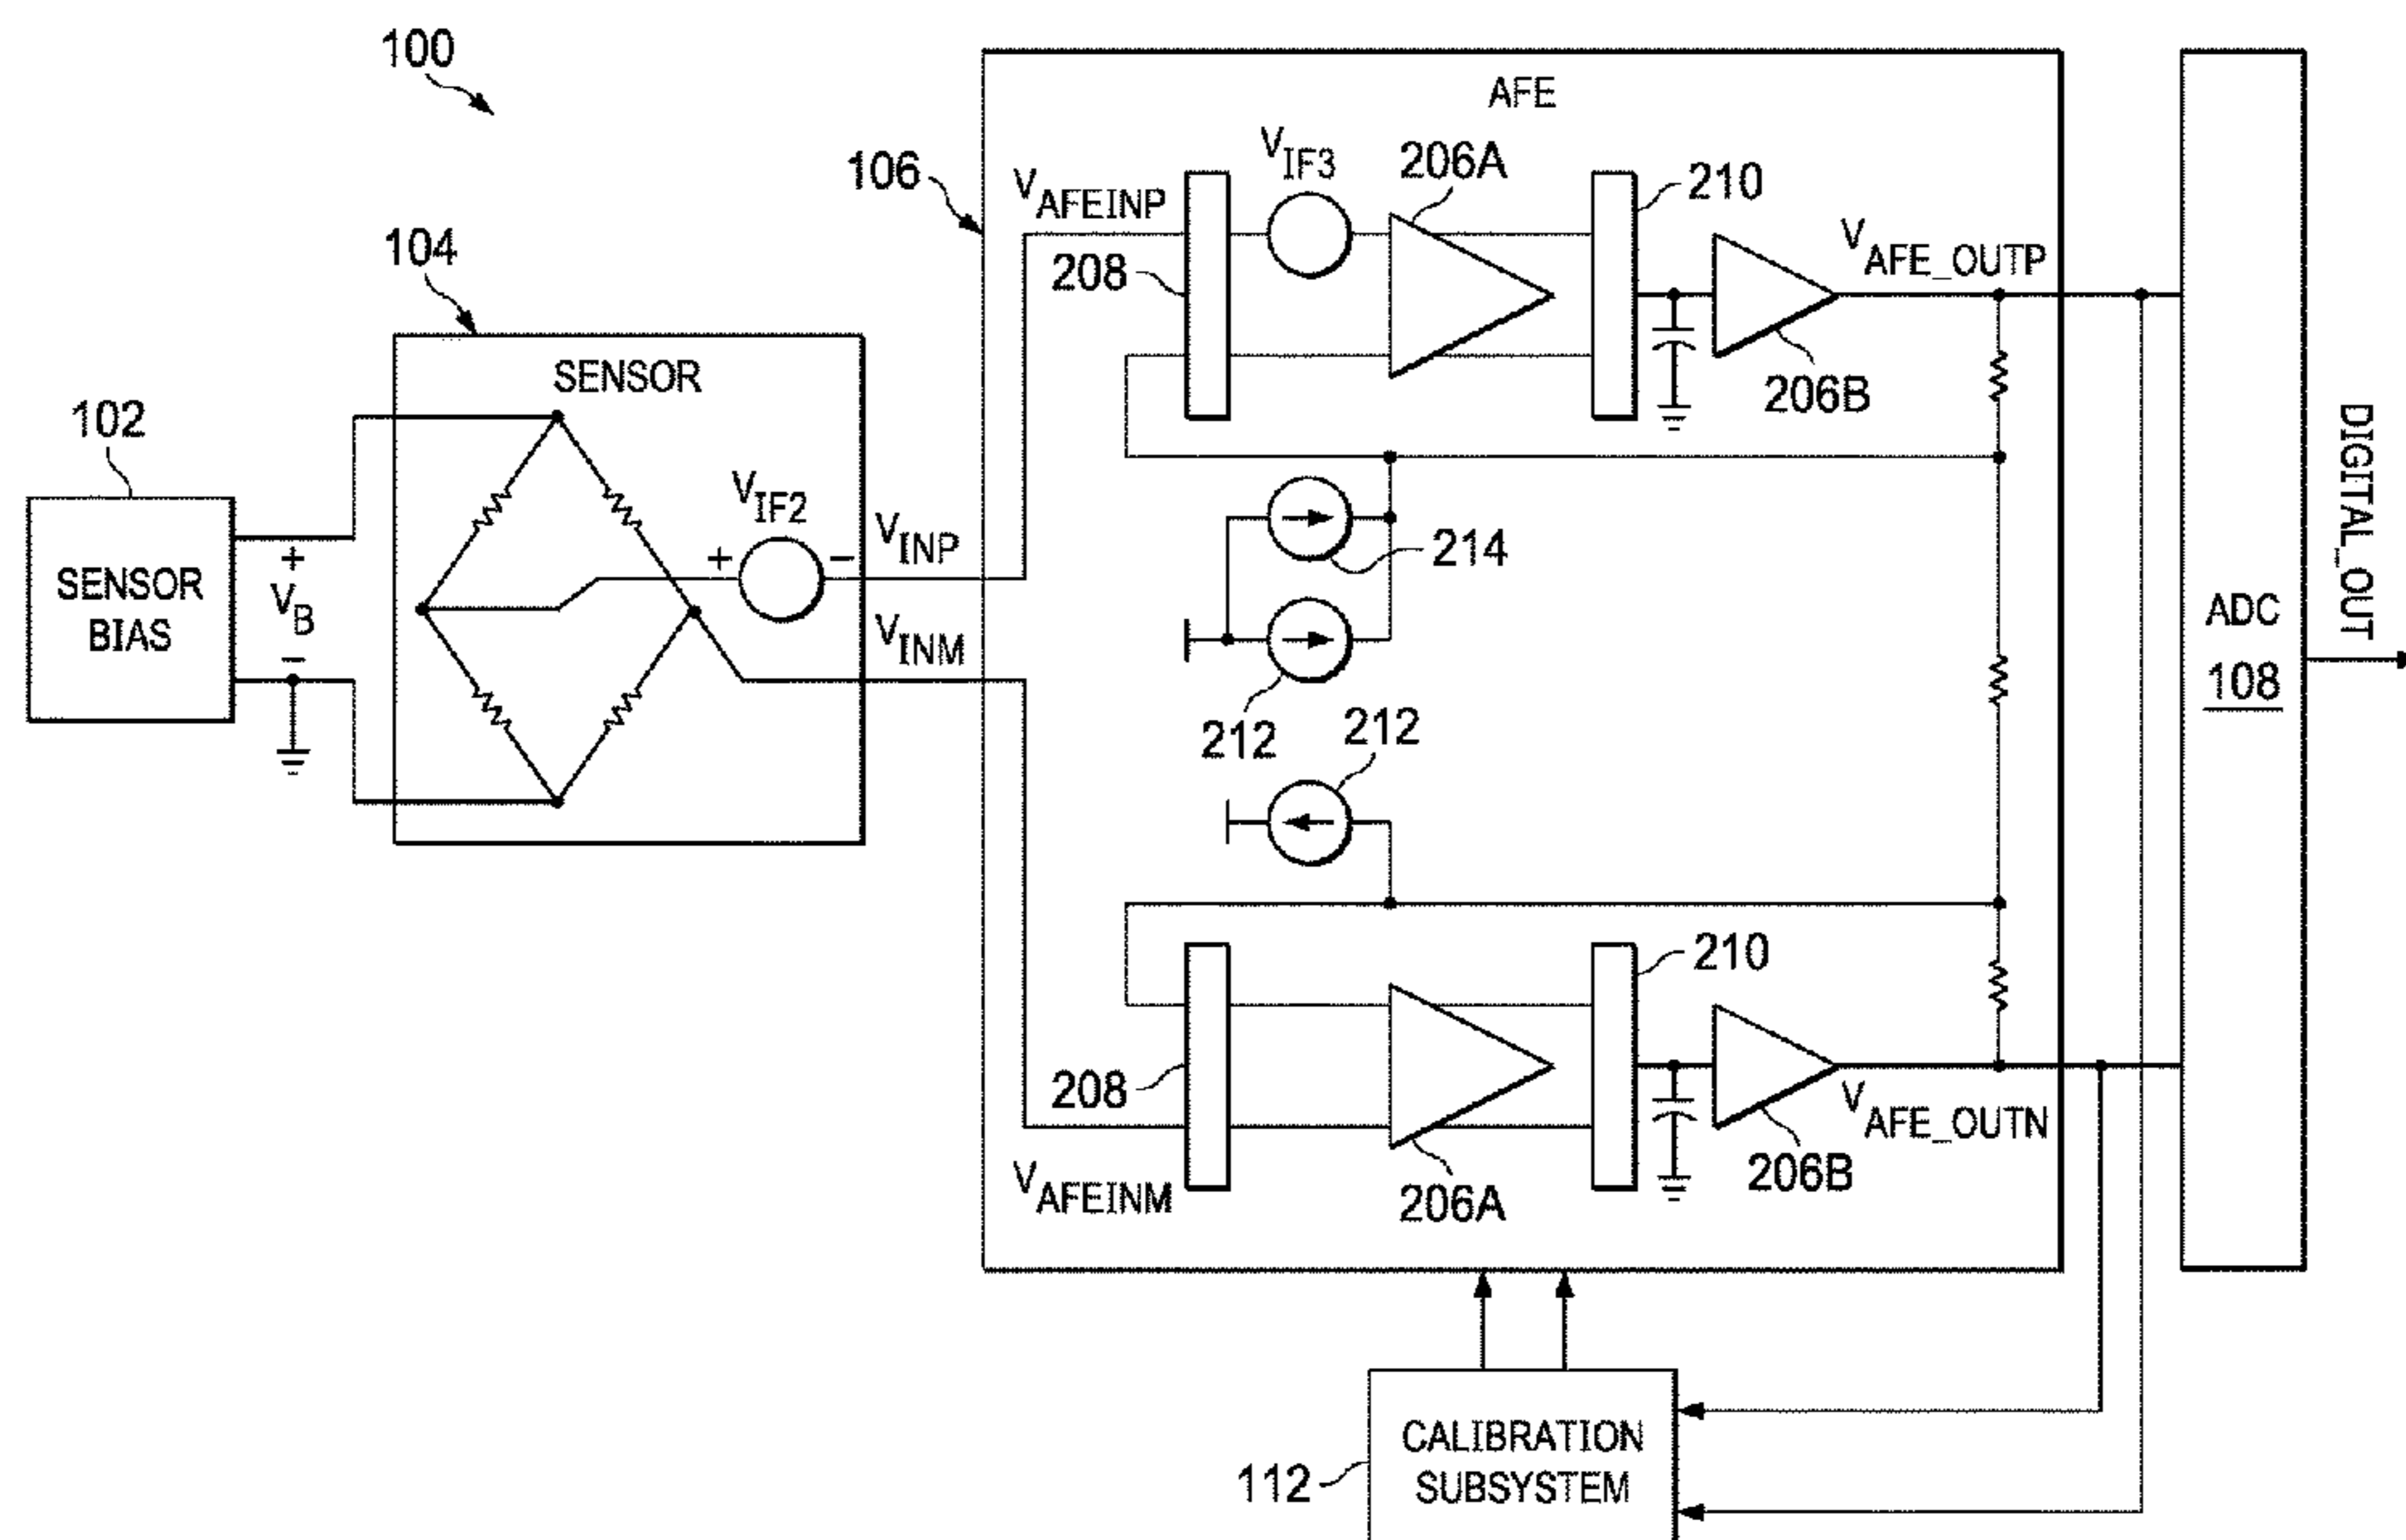 100
AFE
106
V_AFEINP
V_IF3
206A
210
208
V_AFE_OUTP
104
SENSOR
206B
102
SENSOR
BIAS
+
V_B
−
V_IF2
+
−
V_INP
V_INM
214
212
212
ADC
108
DIGITAL_OUT
210
208
V_AFEINM
206A
206B
V_AFE_OUTN
CALIBRATION
SUBSYSTEM
112